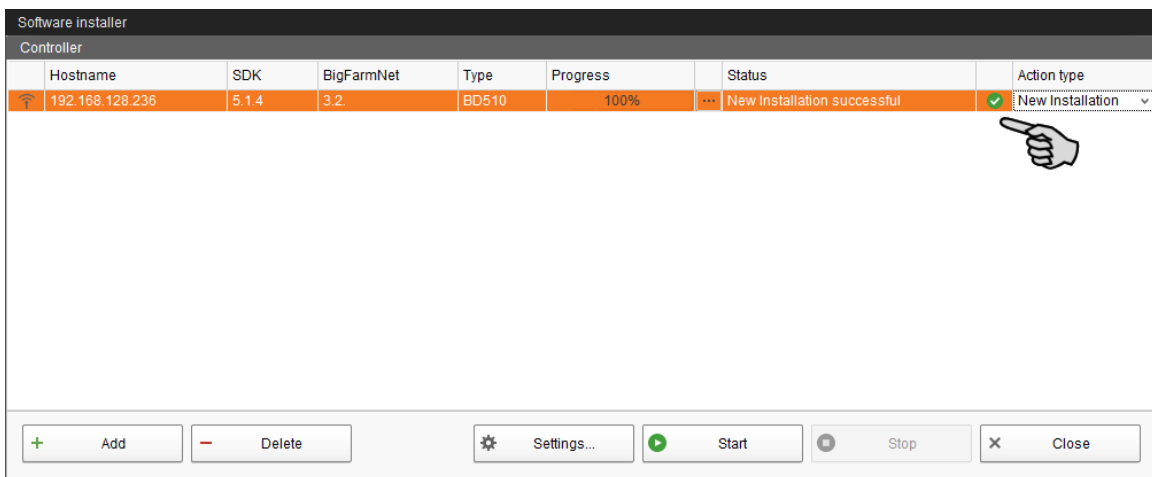 Software installer
Controller
Hostname SDK BigFarmNet Type Progress Status Action type
192.168.128.236 5.1.4 3.2. BD510 100% ... New Installation successful New Installation
Add Delete Settings... Start Stop Close